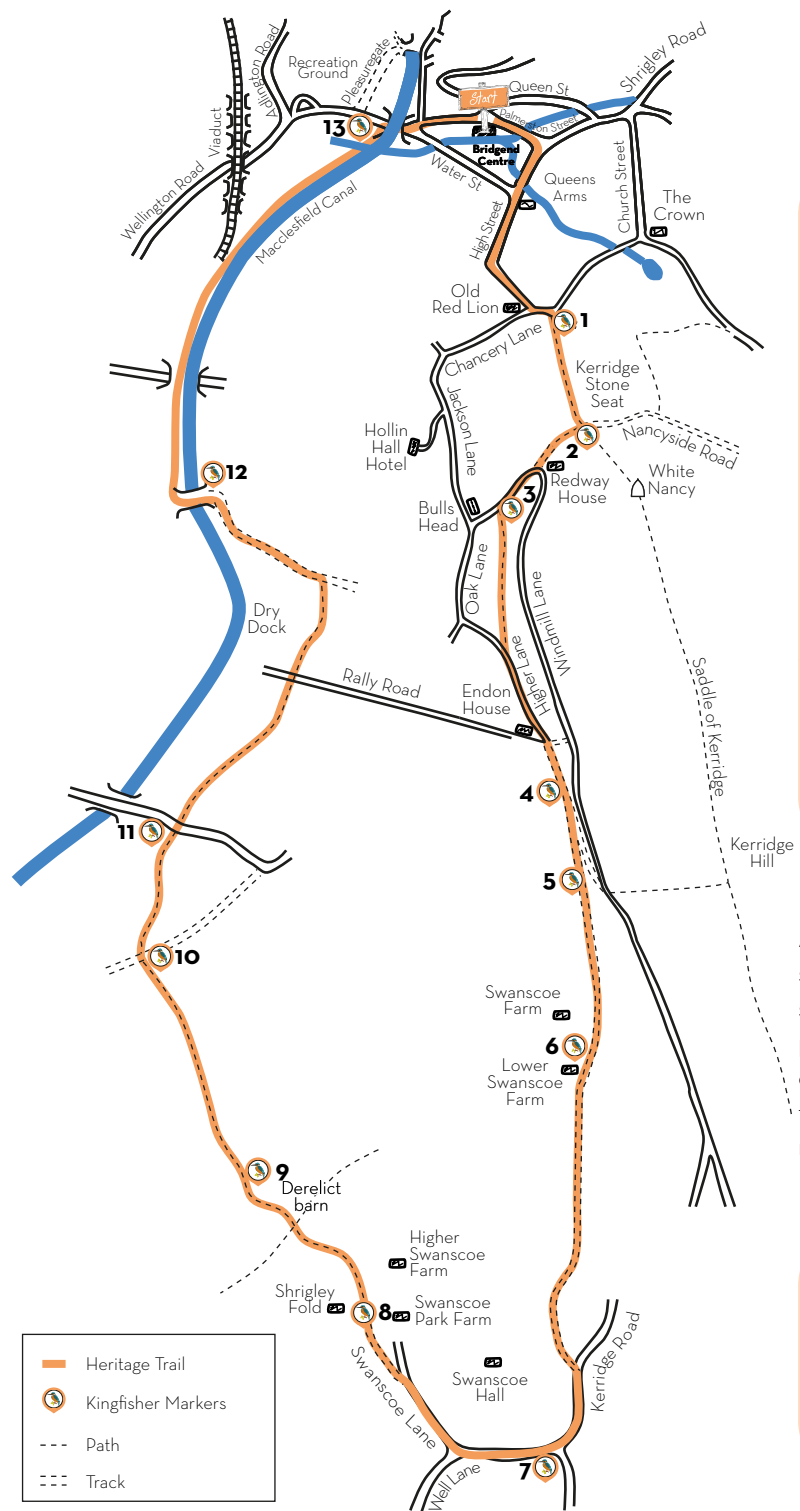 Adlington Road
Recreation
Ground
Pleasuregate
Shrigley Road
Queen St
Start
Palmerston Street
13
Bridgend
Centre
Viaduct
Wellington Road
Water St
Queens
Arms
Church Street
The
Crown
Macclesfield Canal
High Street
Old
Red Lion
1
Chancery Lane
Kerridge
Stone
Seat
Jackson Lane
Hollin
Hall
Hotel
2
Nancyside Road
12
Redway
House
White
Nancy
3
Bulls
Head
Oak Lane
Windmill Lane
Dry
Dock
Higher Lane
Rally Road
Endon
House
Saddle of Kerridge
4
11
Kerridge
Hill
5
10
Swanscoe
Farm
6
Lower
Swanscoe
Farm
9
Derelict
barn
Higher
Swanscoe
Farm
Shrigley
Fold
8
Swanscoe
Park Farm
Swanscoe Lane
Swanscoe
Hall
Kerridge Road
Well Lane
7
Heritage Trail
Kingfisher Markers
Path
Track